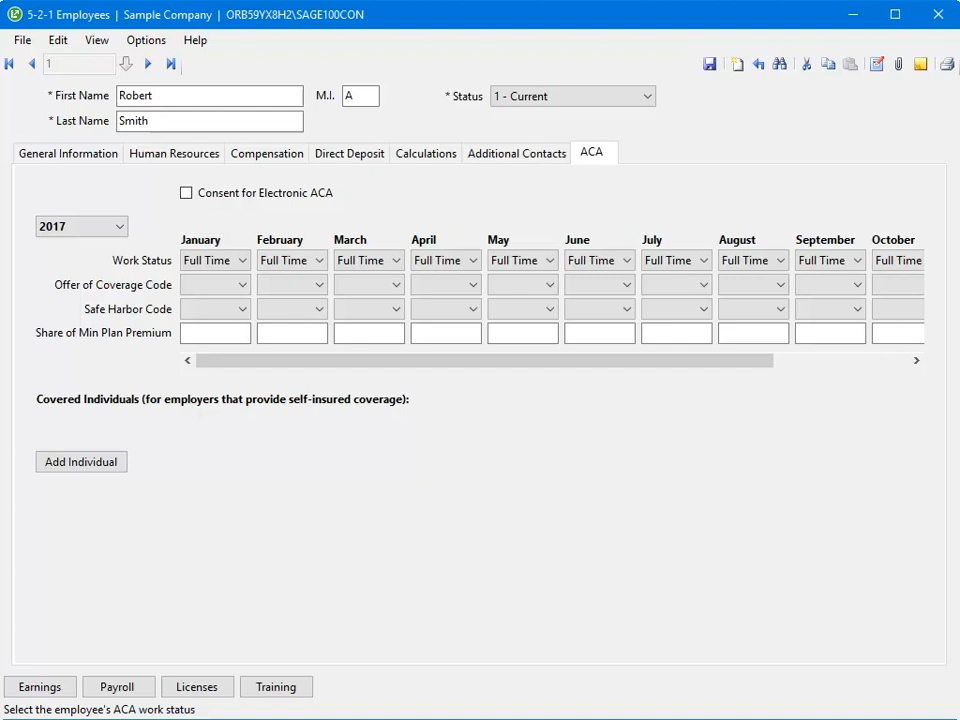 5-2-1 Employees | Sample Company | ORB59YX8H2\SAGE100CON
File Edit View Options Help
1
* First Name Robert M.I. A * Status 1 - Current
* Last Name Smith
General Information Human Resources Compensation Direct Deposit Calculations Additional Contacts ACA
Consent for Electronic ACA
2017
January February March April May June July August September October
Work Status Full Time Full Time Full Time Full Time Full Time Full Time Full Time Full Time Full Time Full Time
Offer of Coverage Code
Safe Harbor Code
Share of Min Plan Premium
Covered Individuals (for employers that provide self-insured coverage):
Add Individual
Earnings Payroll Licenses Training
Select the employee's ACA work status